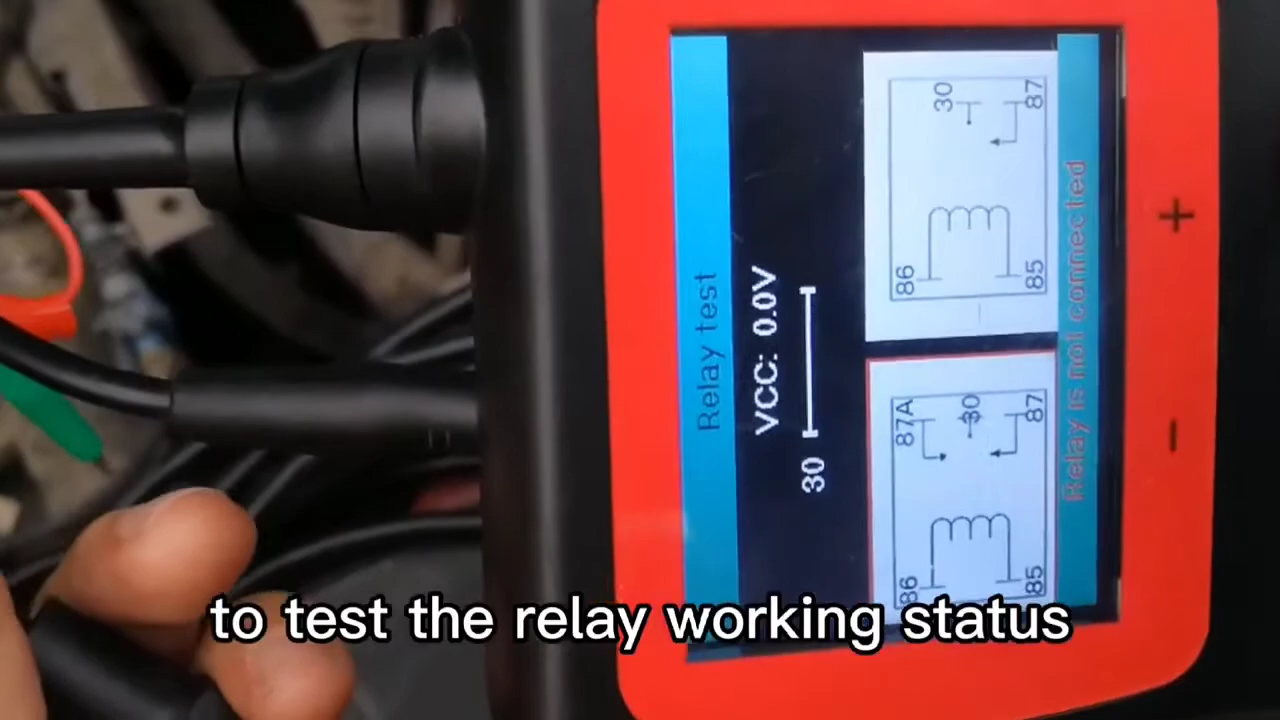 Relay test
VCC: 0.0V
30
87A
30
87
86
85
30
87
86
85
Relay is not connected
+
-
to test the relay working status